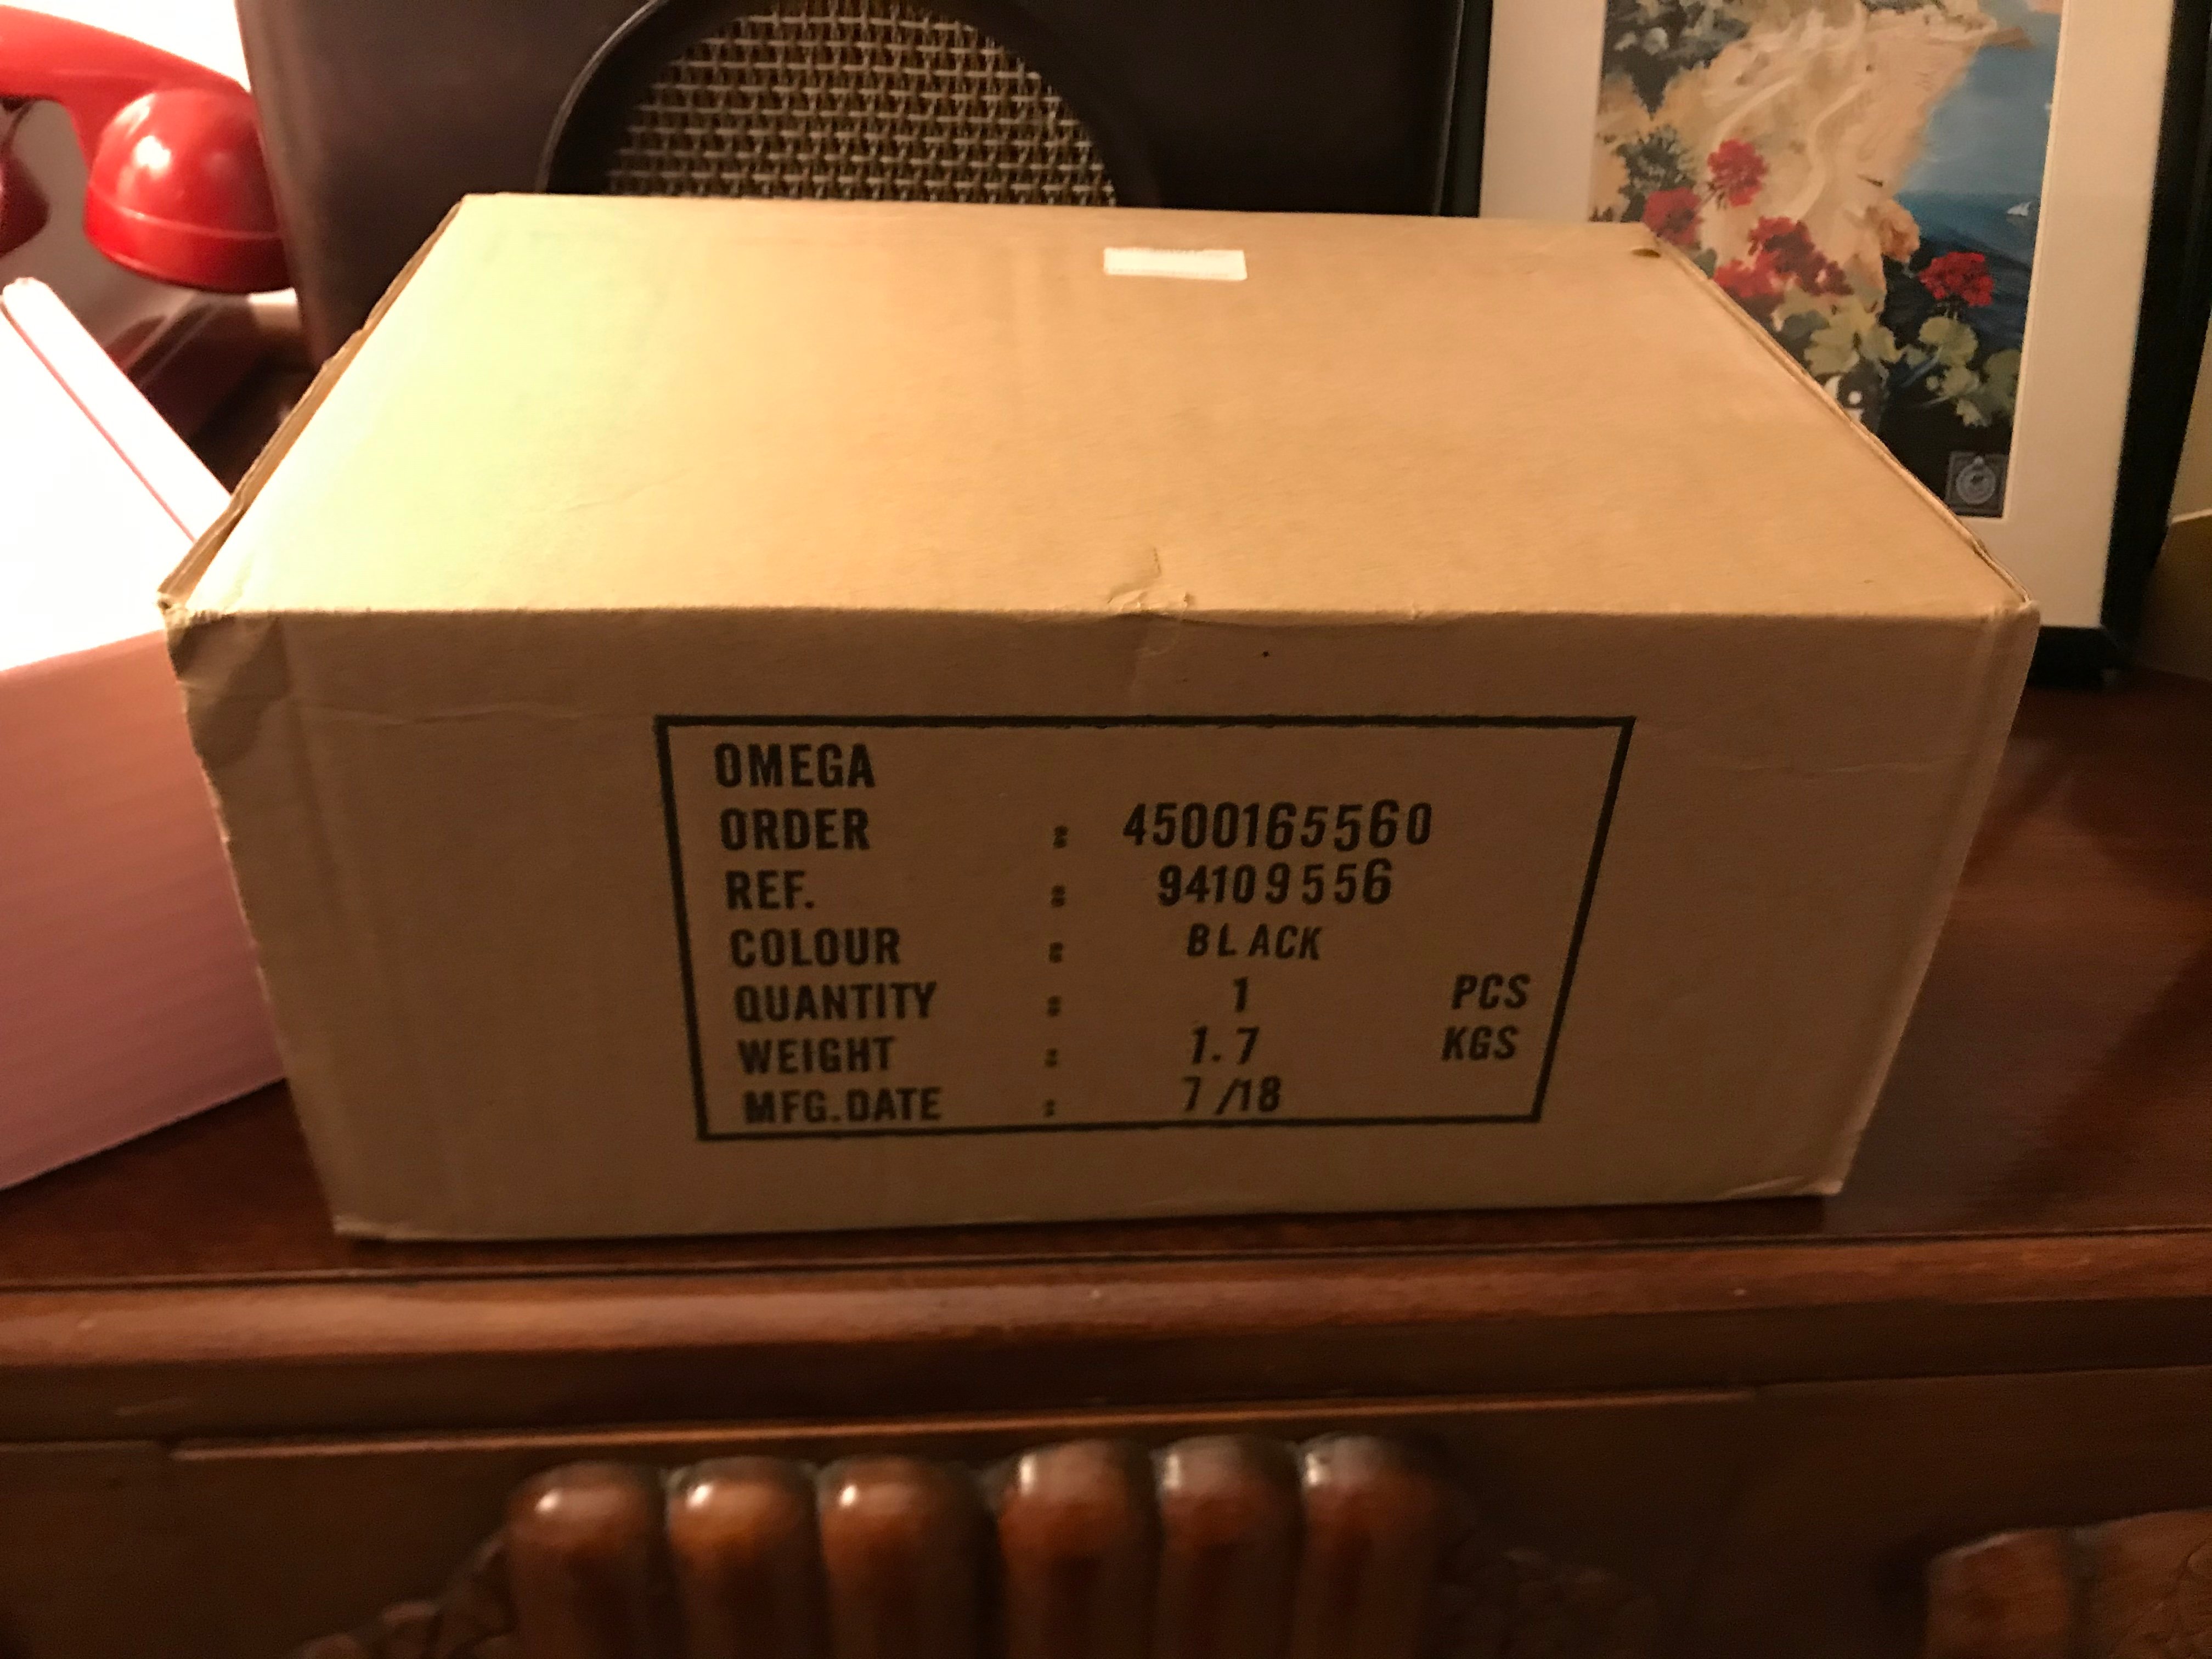 OMEGA
ORDER : 4500165560
REF. : 94109556
COLOUR : BLACK
QUANTITY : 1 PCS
WEIGHT : 1.7 KGS
MFG.DATE : 7/18